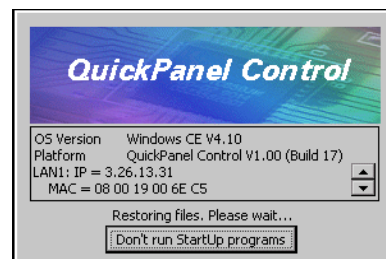 QuickPanel Control
OS Version Windows CE V4.10
Platform QuickPanel Control V1.00 (Build 17)
LAN1: IP = 3.26.13.31
MAC = 08 00 19 00 6E C5
Restoring files. Please wait...
Don't run StartUp programs